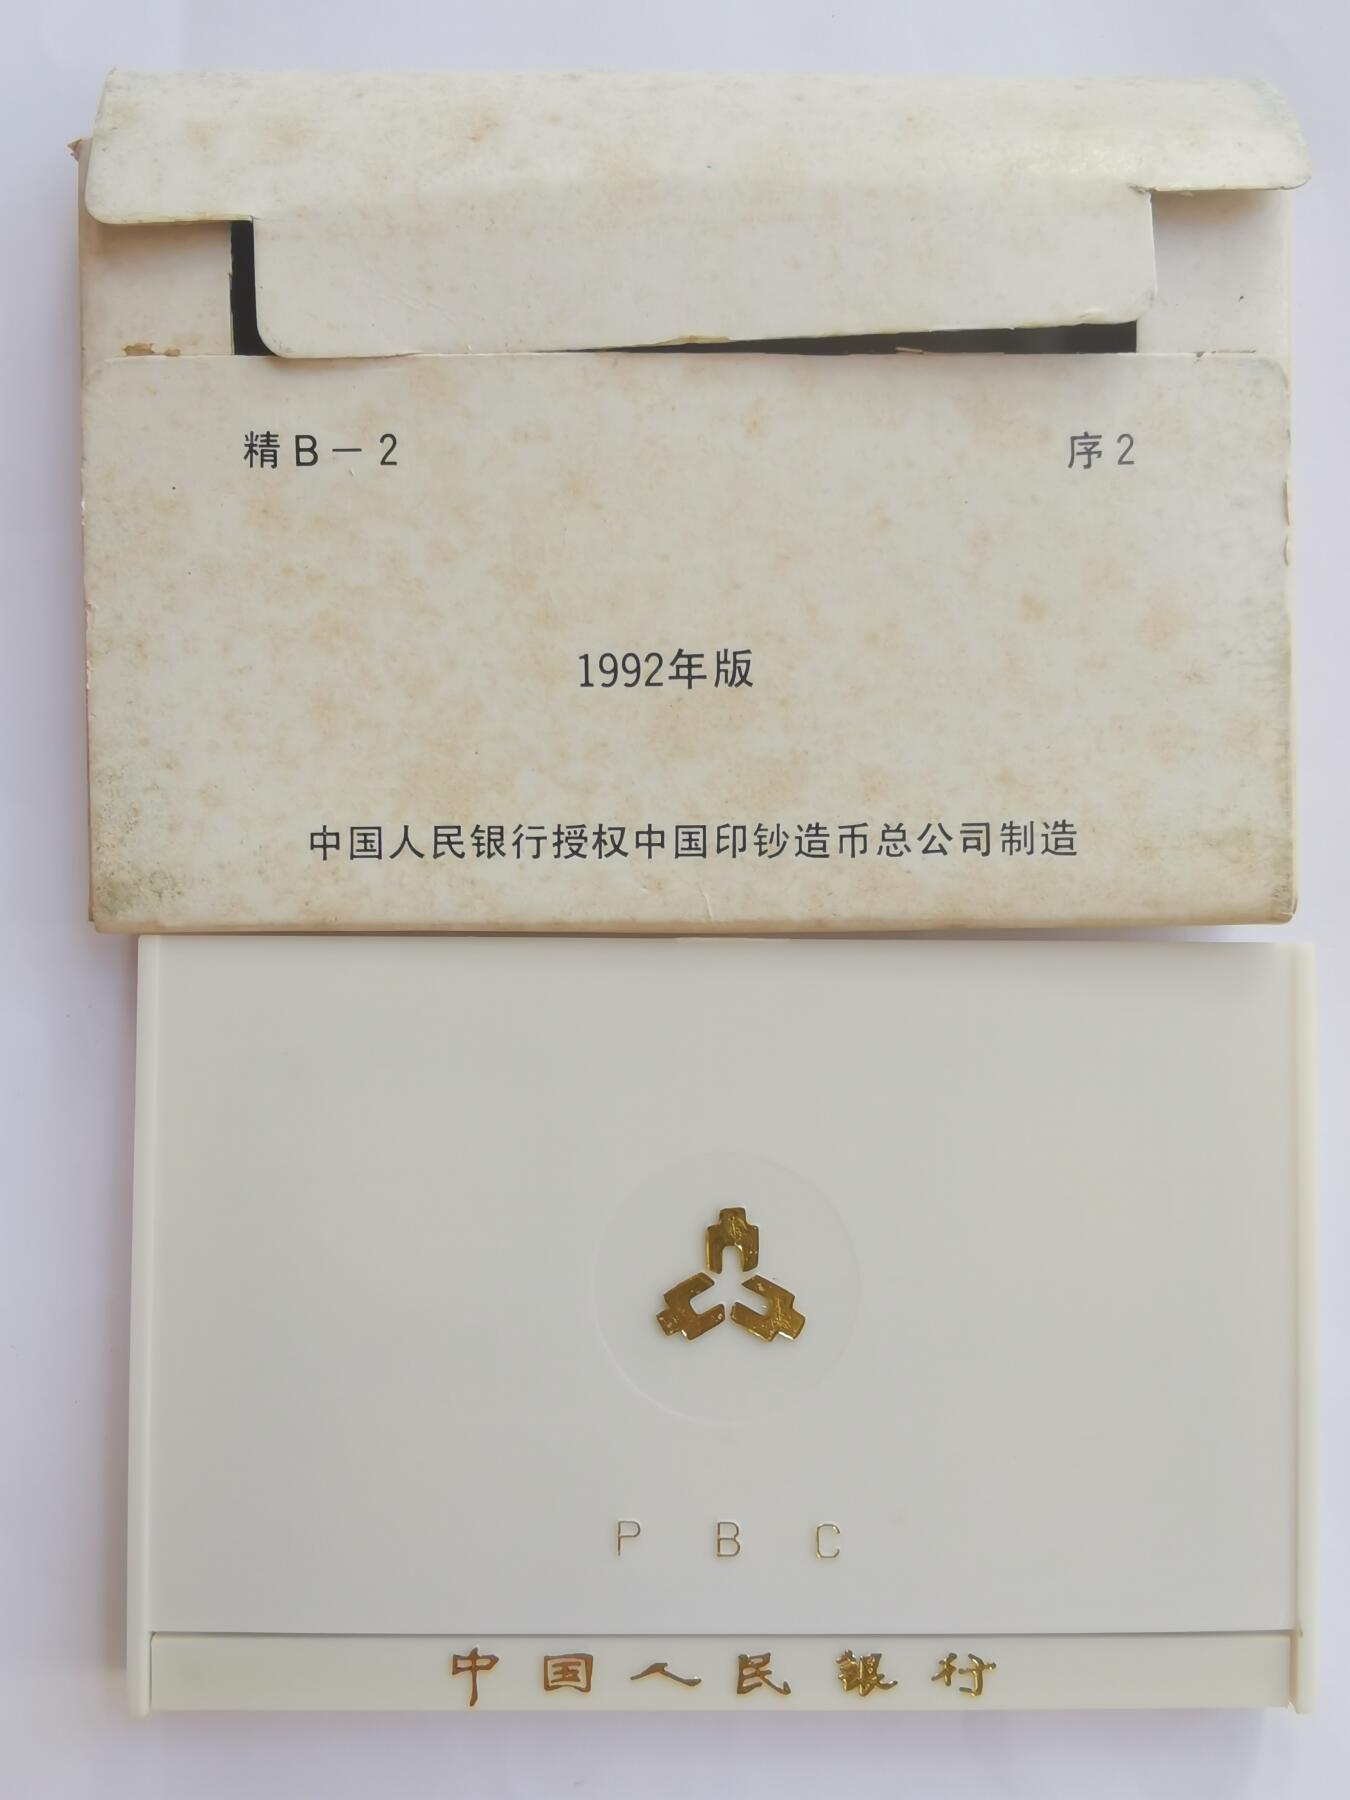 精B－2
序2
1992年版
中国人民银行授权中国印钞造币总公司制造
P B C
中国人民银行